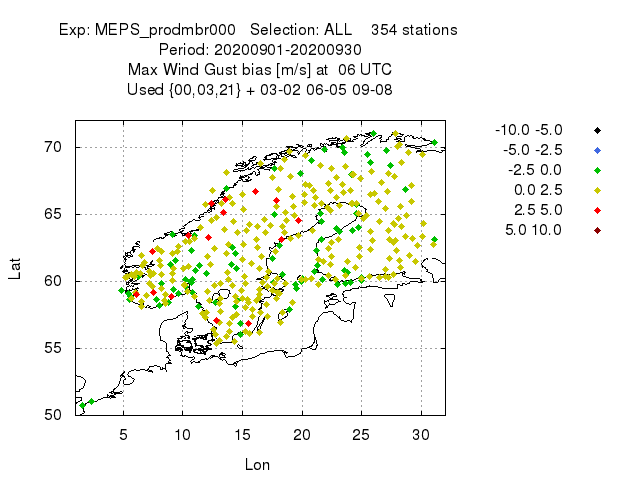 Exp: MEPS_prodmbr000   Selection: ALL    354 stations
Period: 20200901-20200930
Max Wind Gust bias [m/s] at  06 UTC
Used {00,03,21} + 03-02 06-05 09-08
-10.0 -5.0
-5.0 -2.5
-2.5 0.0
0.0 2.5
2.5 5.0
5.0 10.0
70
65
60
55
50
Lat
5 10 15 20 25 30
Lon